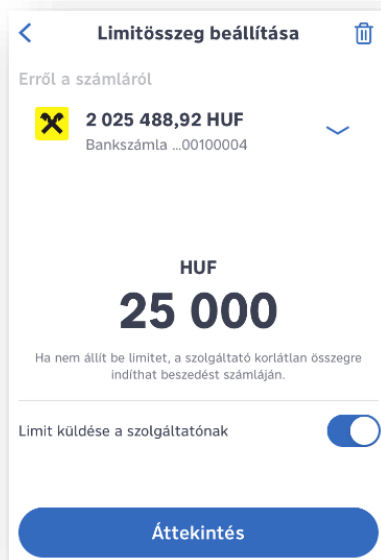 Limitösszeg beállítása
Erről a számláról
2 025 488,92 HUF
Bankszámla ...00100004
HUF
25 000
Ha nem állít be limitet, a szolgáltató korlátlan összegre
indíthat beszedést számláján.
Limit küldése a szolgáltatónak
Áttekintés